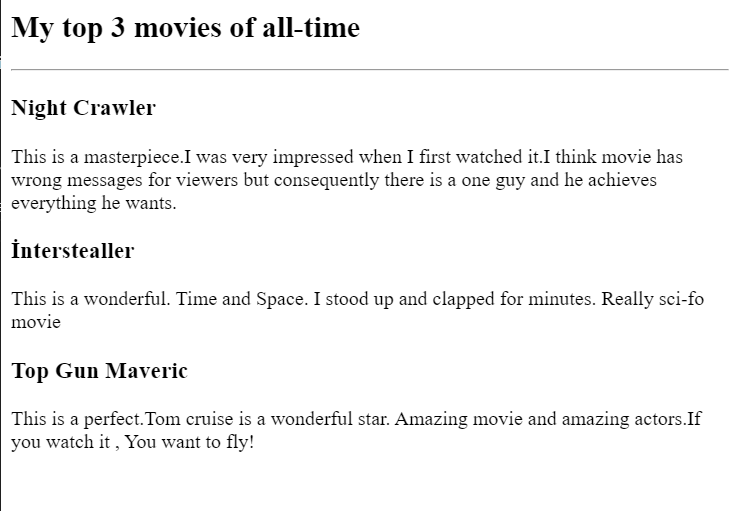 My top 3 movies of all-time
Night Crawler
This is a masterpiece.I was very impressed when I first watched it.I think movie has
wrong messages for viewers but consequently there is a one guy and he achieves
everything he wants.
İnterstealler
This is a wonderful. Time and Space. I stood up and clapped for minutes. Really sci-fo
movie
Top Gun Maveric
This is a perfect.Tom cruise is a wonderful star. Amazing movie and amazing actors.If
you watch it , You want to fly!